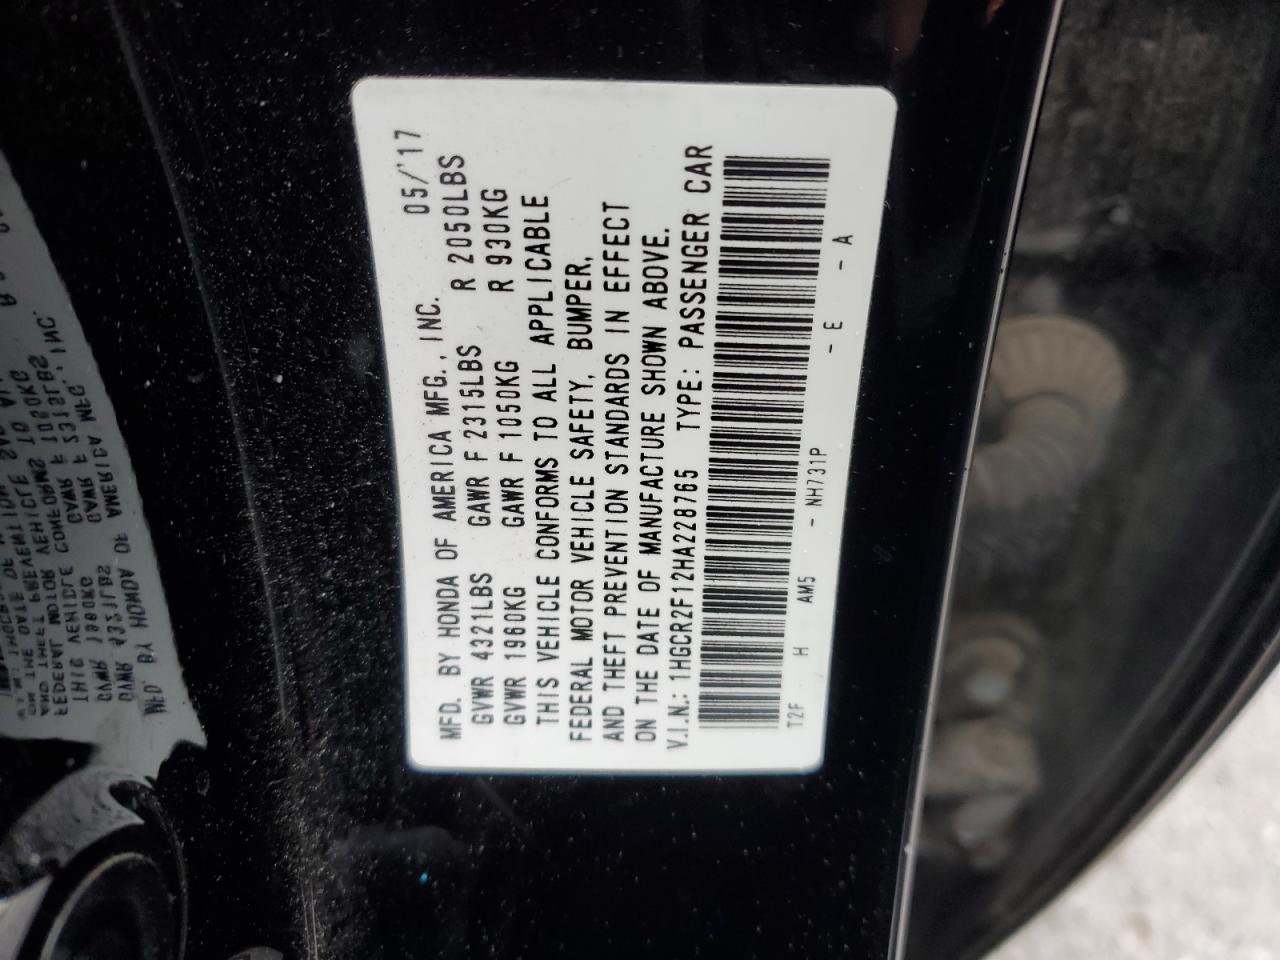 MFD. BY HONDA OF AMERICA MFG., INC. 05/'17
GVWR 4321LBS GAWR F 2315LBS R 2050LBS
GVWR 1960KG GAWR F 1050KG R 930KG
THIS VEHICLE CONFORMS TO ALL APPLICABLE
FEDERAL MOTOR VEHICLE SAFETY, BUMPER,
AND THEFT PREVENTION STANDARDS IN EFFECT
ON THE DATE OF MANUFACTURE SHOWN ABOVE.
V.I.N.: 1HGCR2F12HA228765 TYPE: PASSENGER CAR
T2F - H AM5 - NH731P - E - A